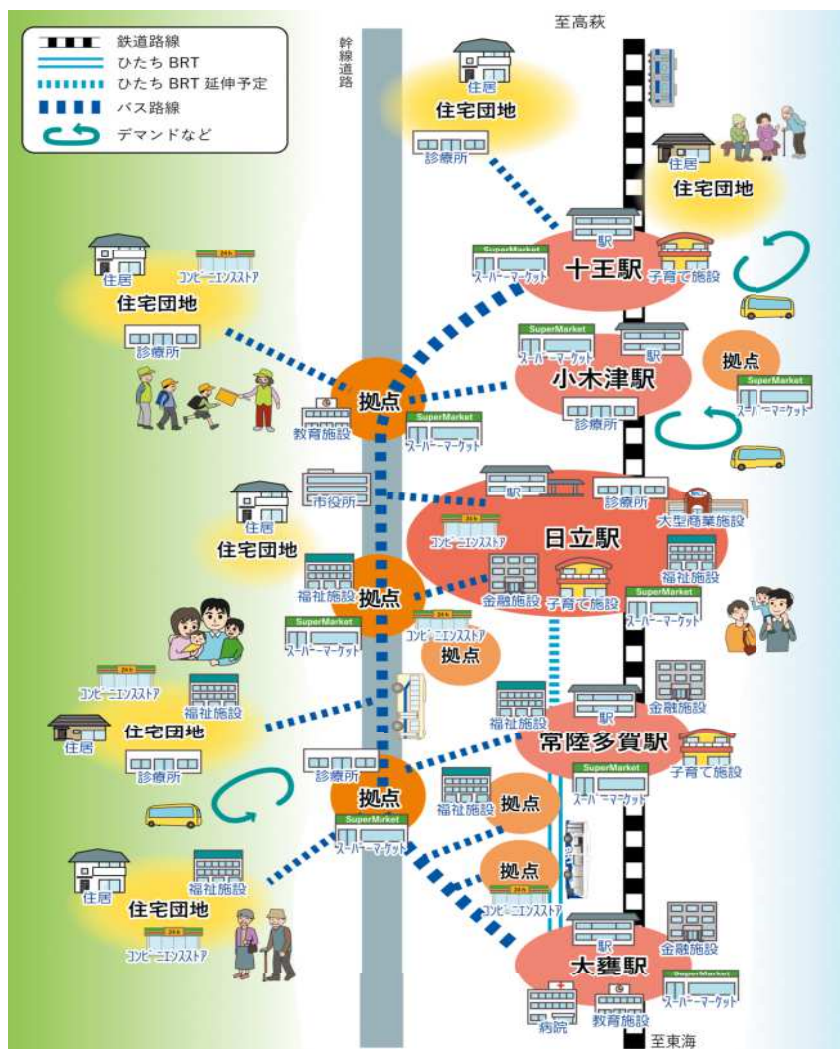 鉄道路線
ひたち BRT
ひたち BRT 延伸予定
バス路線
デマンドなど
幹線道路
至高萩
住居
住宅団地
診療所
住居
住宅団地
駅
SuperMarket
スーパーマーケット
十王駅
子育て施設
住居
24h
コンビニエンスストア
住宅団地
診療所
SuperMarket
スーパーマーケット
駅
小木津駅
診療所
拠点
SuperMarket
スーパーマーケット
拠点
教育施設
SuperMarket
スーパーマーケット
市役所
住居
住宅団地
駅
診療所
大型商業施設
24h
コンビニエンスストア
日立駅
福祉施設
金融施設
子育て施設
SuperMarket
スーパーマーケット
福祉施設
拠点
SuperMarket
スーパーマーケット
24h
コンビニエンスストア
拠点
24h
コンビニエンスストア
福祉施設
住居
住宅団地
診療所
福祉施設
駅
金融施設
常陸多賀駅
子育て施設
SuperMarket
スーパーマーケット
診療所
拠点
SuperMarket
スーパーマーケット
福祉施設
拠点
拠点
24h
コンビニエンスストア
住居
福祉施設
住宅団地
24h
コンビニエンスストア
駅
金融施設
大甕駅
SuperMarket
スーパーマーケット
病院
教育施設
至東海